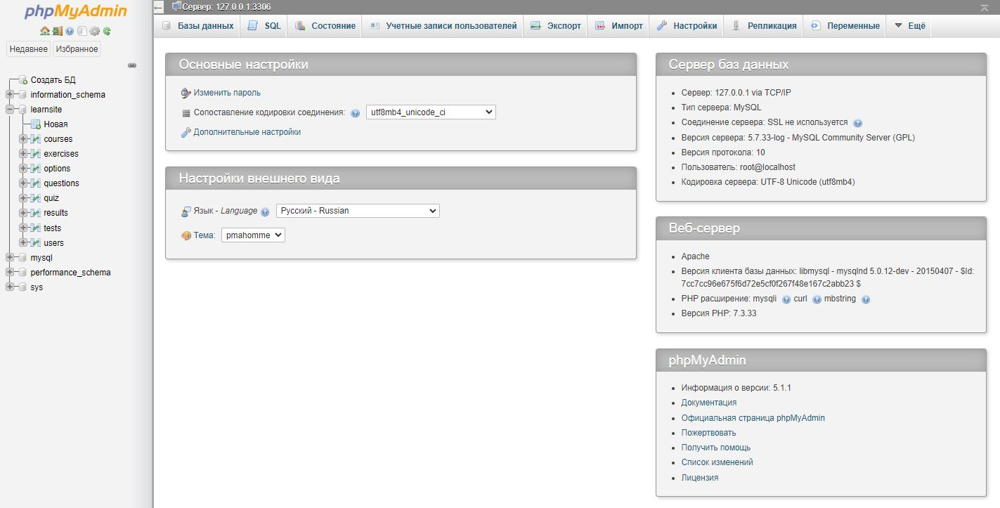 phpMyAdmin
Недавнее Избранное
Создать БД
information_schema
learnsite
Новая
courses
exercises
options
questions
quiz
results
tests
users
mysql
performance_schema
sys
Сервер: 127.0.0.1:3306
Базы данных SQL Состояние Учетные записи пользователей Экспорт Импорт Настройки Репликация Переменные Ещё
Основные настройки
Изменить пароль
Сопоставление кодировки соединения: utf8mb4_unicode_ci
Дополнительные настройки
Настройки внешнего вида
Язык - Language Русский - Russian
Тема: pmahomme
Сервер баз данных
Сервер: 127.0.0.1 via TCP/IP
Тип сервера: MySQL
Соединение сервера: SSL не используется
Версия сервера: 5.7.33-log - MySQL Community Server (GPL)
Версия протокола: 10
Пользователь: root@localhost
Кодировка сервера: UTF-8 Unicode (utf8mb4)
Веб-сервер
Apache
Версия клиента базы данных: libmysql - mysqlnd 5.0.12-dev - 20150407 - $Id:
7cc7cc96e675f6d72e5cf0f267f48e167c2abb23 $
PHP расширение: mysqli curl mbstring
Версия PHP: 7.3.33
phpMyAdmin
Информация о версии: 5.1.1
Документация
Официальная страница phpMyAdmin
Пожертвовать
Получить помощь
Список изменений
Лицензия